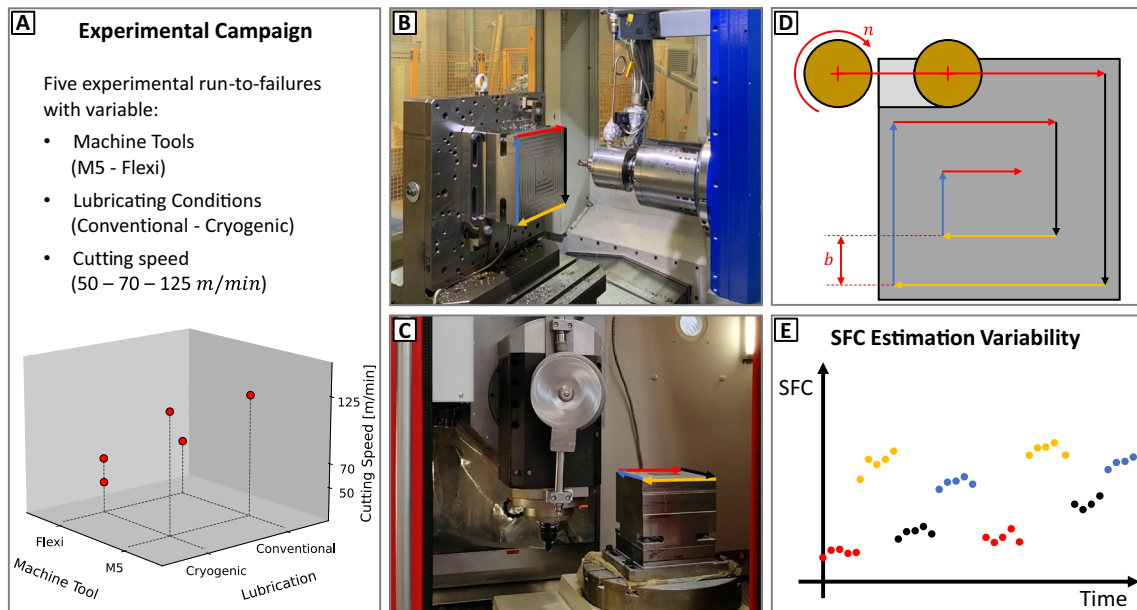 A
Experimental Campaign
Five experimental run-to-failures
with variable:
• Machine Tools
(M5 - Flexi)
• Lubricating Conditions
(Conventional - Cryogenic)
• Cutting speed
(50 – 70 – 125 m/min)
125
70
50
Cutting Speed [m/min]
Flexi
M5
Machine Tool
Conventional
Cryogenic
Lubrication
B
C
D
n
b
E
SFC Estimation Variability
SFC
Time